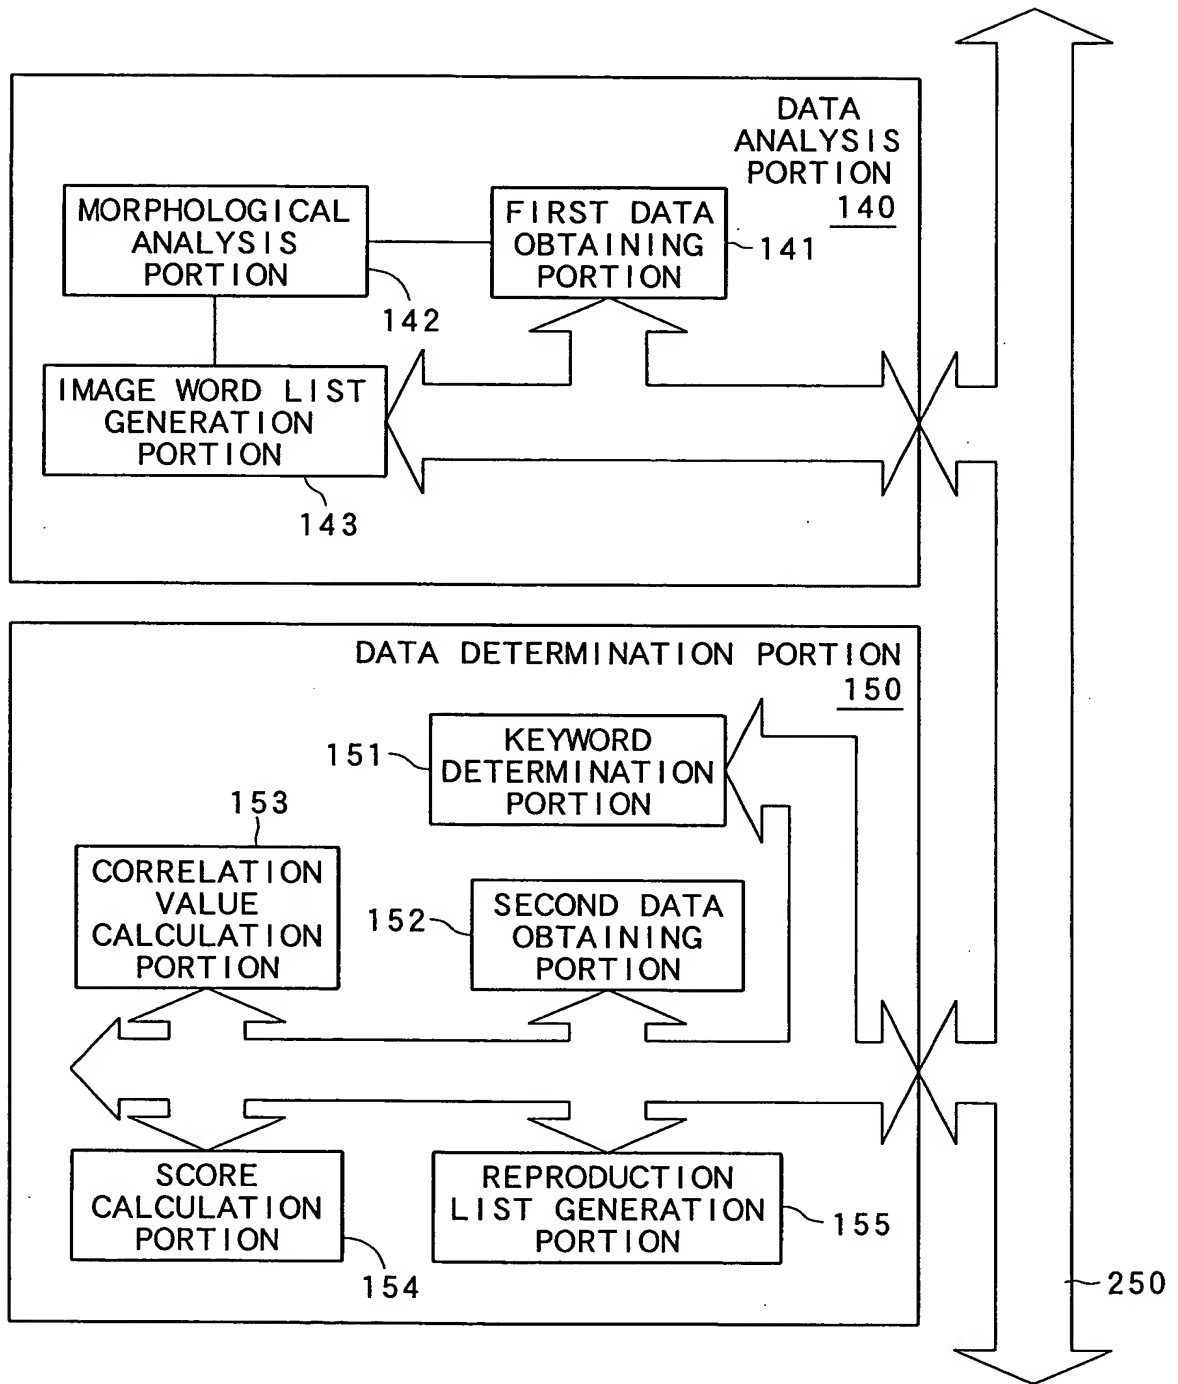 DATA
ANALYSIS
PORTION
140
MORPHOLOGICAL
ANALYSIS
PORTION
142
FIRST DATA
OBTAINING
PORTION
141
IMAGE WORD LIST
GENERATION
PORTION
143
DATA DETERMINATION PORTION
150
KEYWORD
DETERMINATION
PORTION
151
153
CORRELATION
VALUE
CALCULATION
PORTION
152
SECOND DATA
OBTAINING
PORTION
SCORE
CALCULATION
PORTION
154
REPRODUCTION
LIST GENERATION
PORTION
155
250